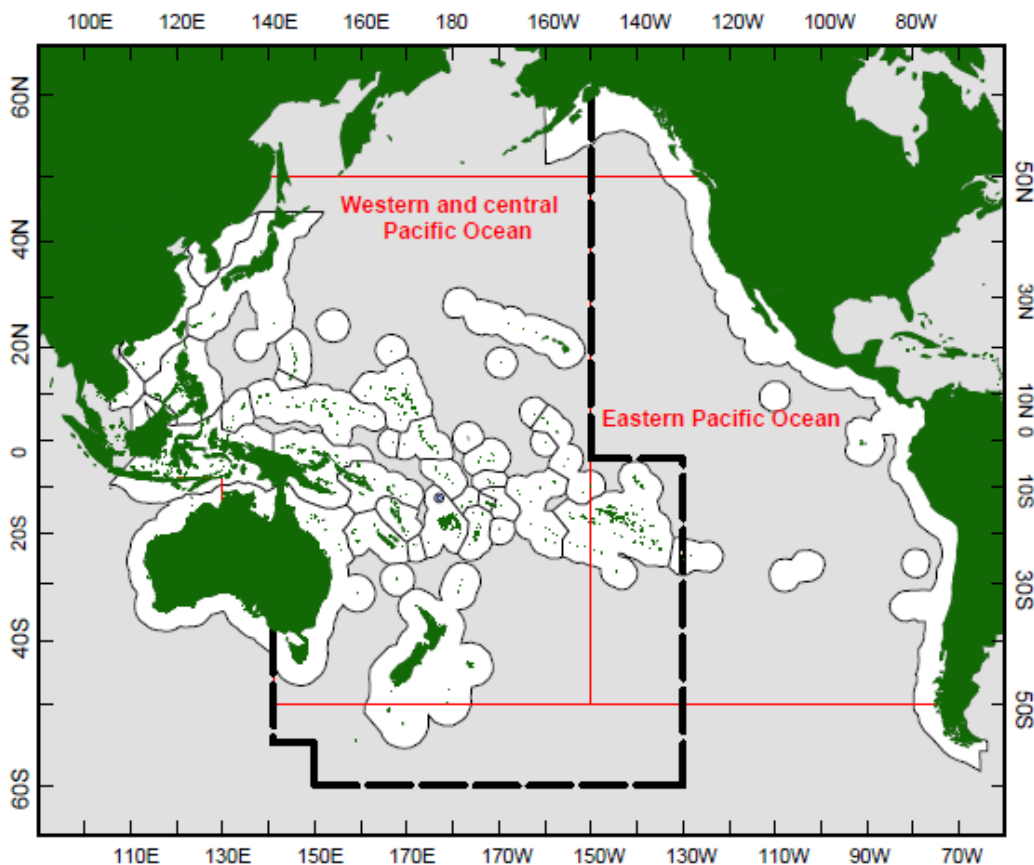 100E 120E 140E 160E 180 160W 140W 120W 100W 80W
60N
50N
Western and central
Pacific Ocean
40N
30N
20N
10N
Eastern Pacific Ocean
0
0
10S
20S
30S
40S
50S
60S
110E 130E 150E 170E 170W 150W 130W 110W 90W 70W